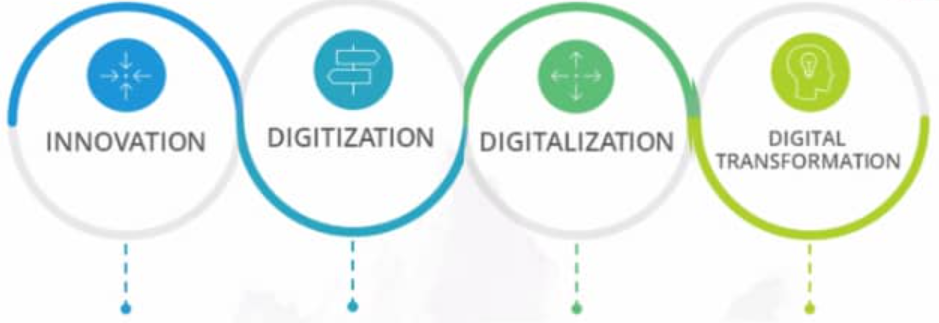 INNOVATION
DIGITIZATION
DIGITALIZATION
DIGITAL
TRANSFORMATION